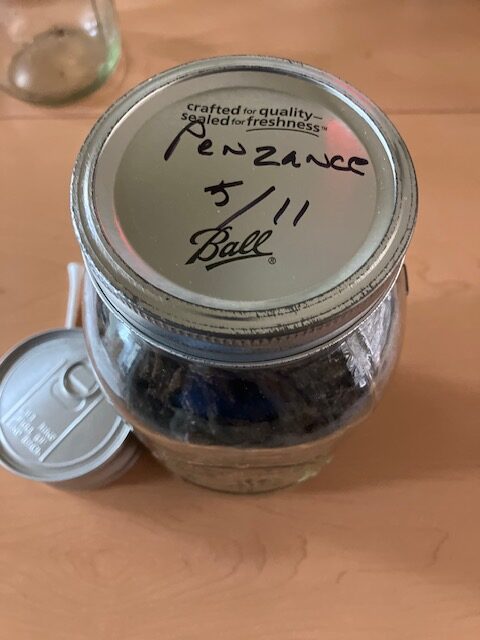 crafted for quality—
sealed for freshness™
PENZANCE
5/11
Ball®